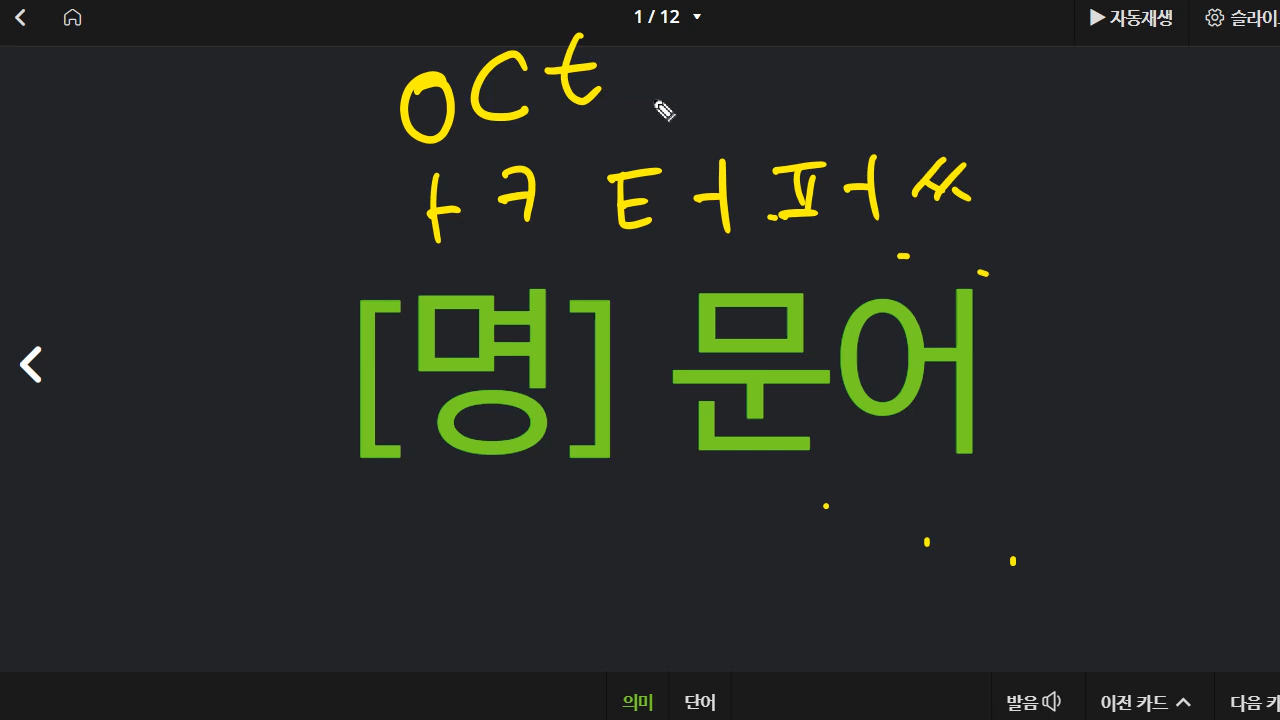 1 / 12
자동재생
슬라이
oct
ㅏㅋ 터퍼ㅆ
[명] 문어
의미
단어
발음
이전 카드
다음 카